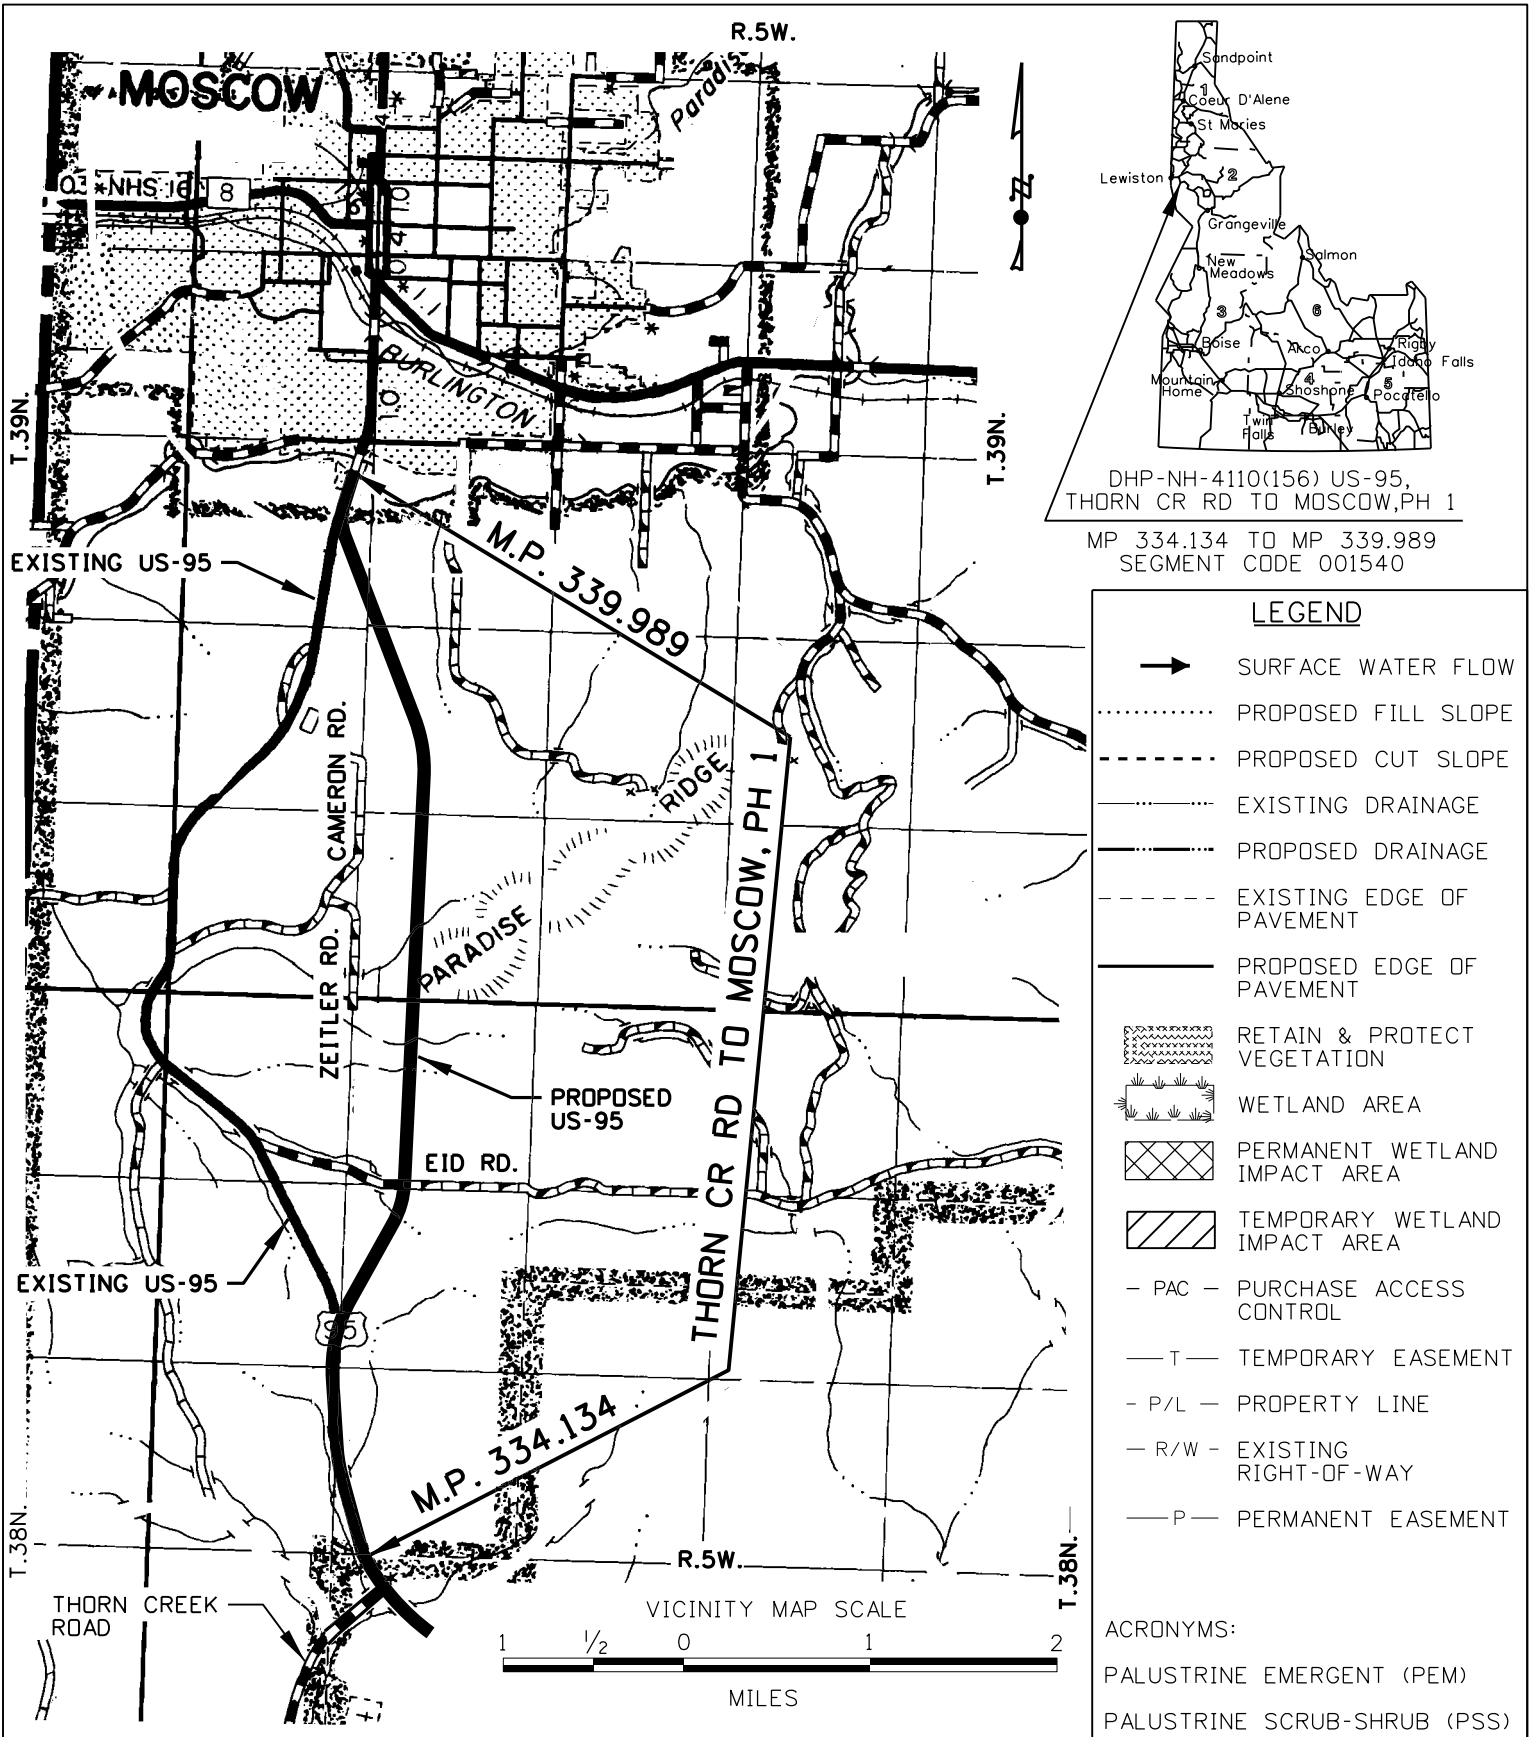 R.5W.
MOSCOW
Paradis
*NHS 16
8
BURLINGTON
T.39N.
T.39N.
EXISTING US-95
M.P. 339.989
CAMERON RD.
RIDGE
PARADISE
ZEITLER RD.
THORN CR RD TO MOSCOW, PH 1
PROPOSED
US-95
EID RD.
EXISTING US-95
95
M.P. 334.134
T.38N.
R.5W.
T.38N.
THORN CREEK
ROAD
VICINITY MAP SCALE
1 1/2 0 1 2
MILES
Sandpoint
1
Coeur D'Alene
St Maries
Lewiston
2
Grangeville
New
Meadows
Salmon
3
6
Boise
Arco
Rigby
Idaho Falls
Mountain
Home
4
Shoshone
5
Pocatello
Twin
Falls
Burley
DHP-NH-4110(156) US-95,
THORN CR RD TO MOSCOW,PH 1
MP 334.134 TO MP 339.989
SEGMENT CODE 001540
LEGEND
SURFACE WATER FLOW
PROPOSED FILL SLOPE
PROPOSED CUT SLOPE
EXISTING DRAINAGE
PROPOSED DRAINAGE
EXISTING EDGE OF
PAVEMENT
PROPOSED EDGE OF
PAVEMENT
RETAIN & PROTECT
VEGETATION
WETLAND AREA
PERMANENT WETLAND
IMPACT AREA
TEMPORARY WETLAND
IMPACT AREA
PAC PURCHASE ACCESS
CONTROL
T TEMPORARY EASEMENT
P/L PROPERTY LINE
R/W EXISTING
RIGHT-OF-WAY
P PERMANENT EASEMENT
ACRONYMS:
PALUSTRINE EMERGENT (PEM)
PALUSTRINE SCRUB-SHRUB (PSS)